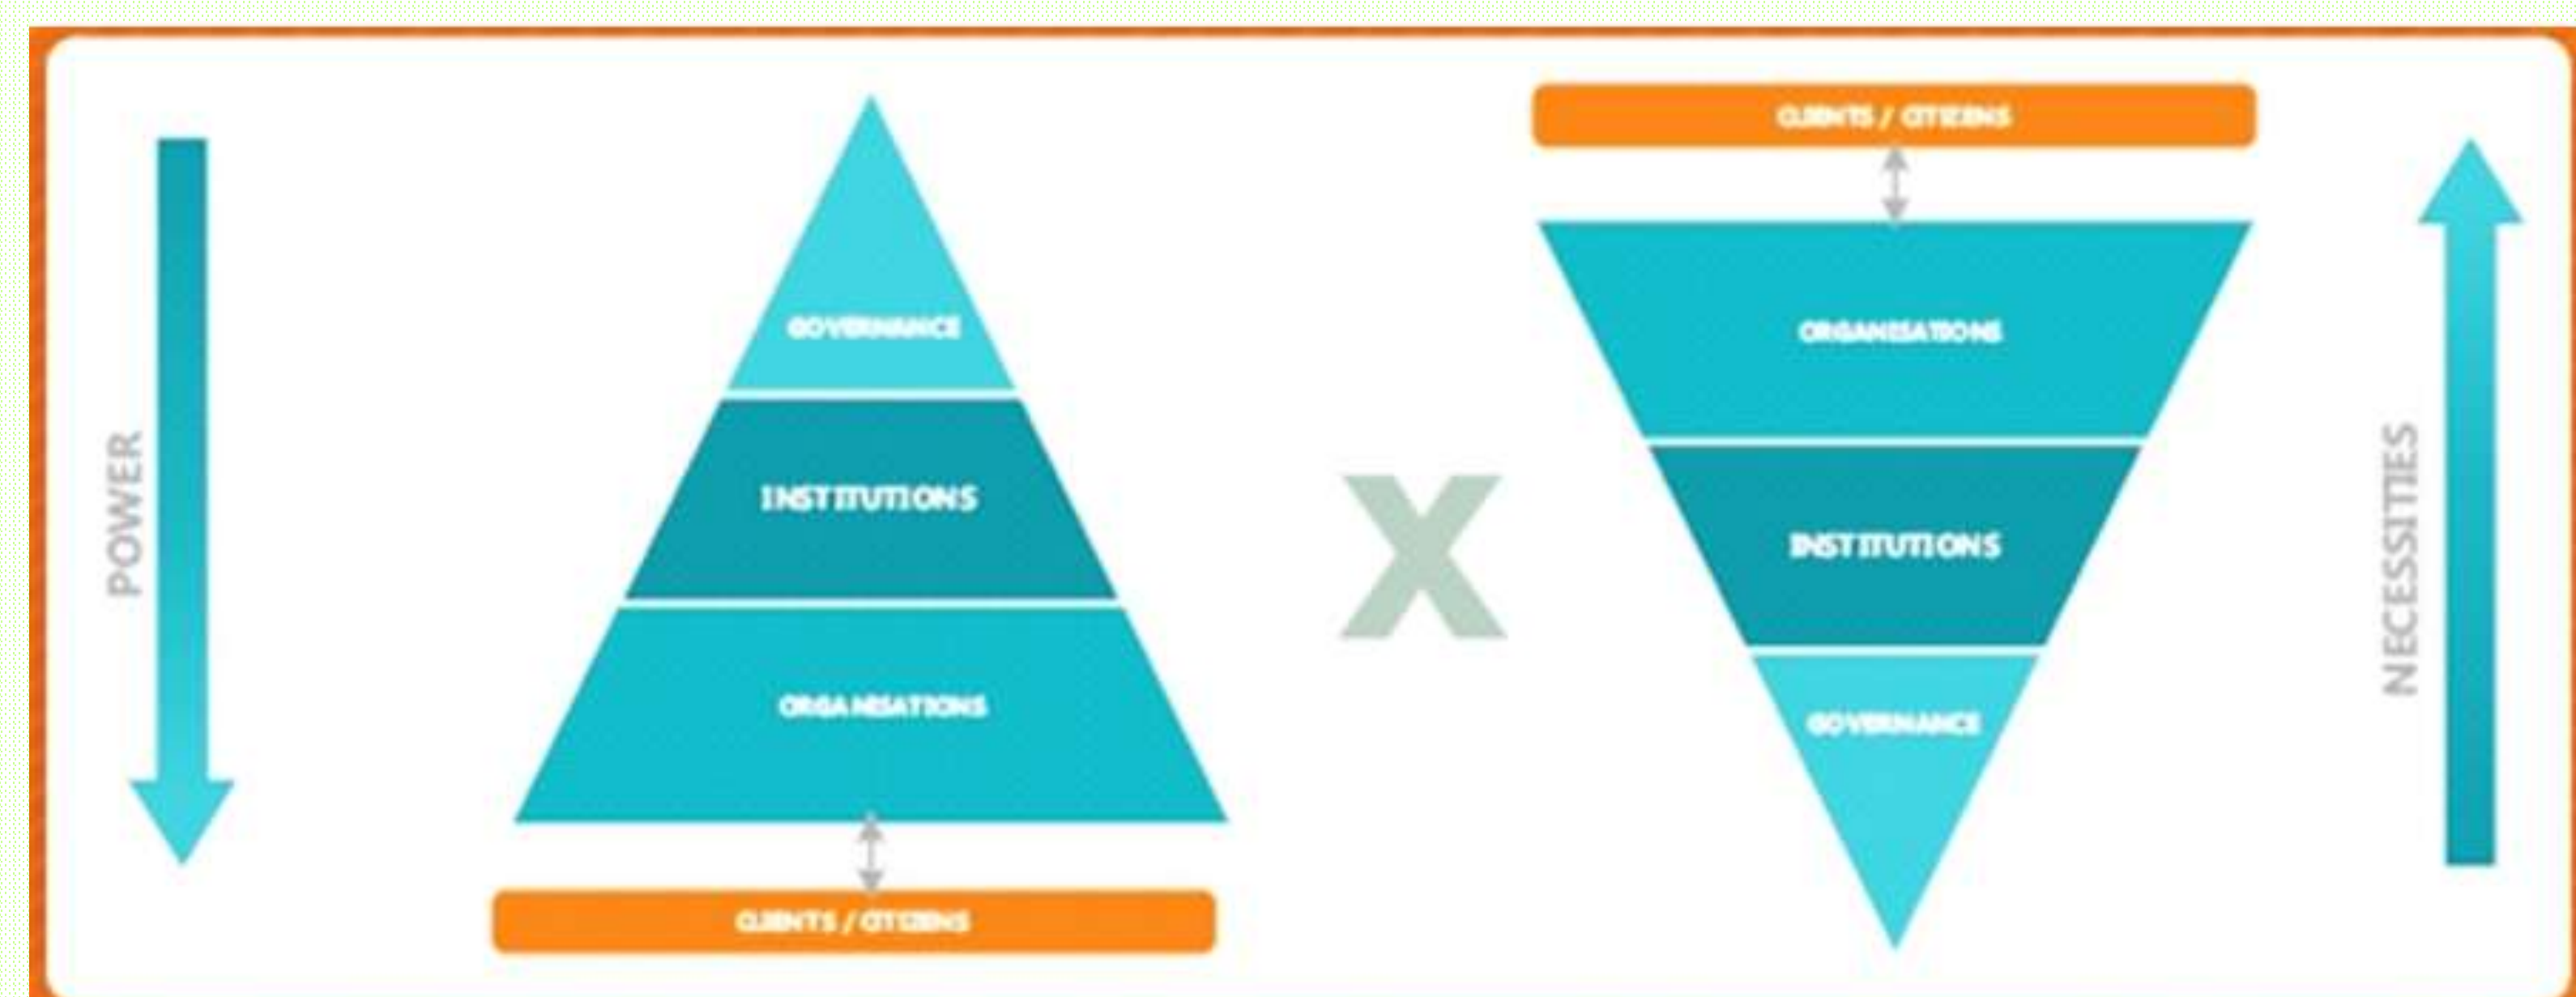 POWER
GOVERNANCE
INSTITUTIONS
ORGANISATIONS
CLIENTS / CITIZENS
X
CLIENTS / CITIZENS
ORGANISATIONS
INSTITUTIONS
GOVERNANCE
NECESSITIES